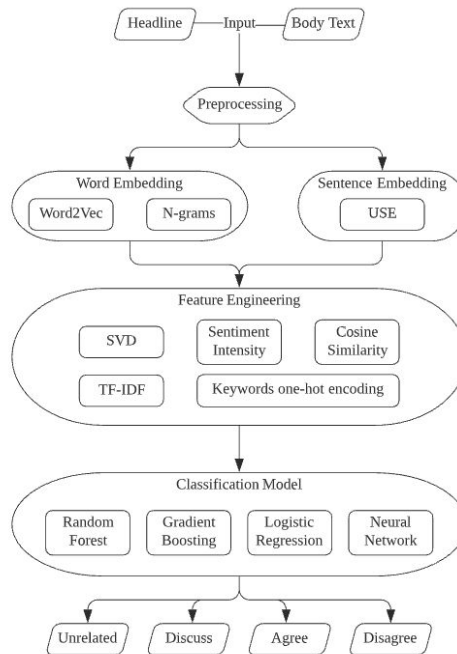 Headline Input Body Text
Preprocessing
Word Embedding
Word2Vec N-grams
Sentence Embedding
USE
Feature Engineering
SVD
Sentiment
Intensity
Cosine
Similarity
TF-IDF
Keywords one-hot encoding
Classification Model
Random
Forest
Gradient
Boosting
Logistic
Regression
Neural
Network
Unrelated Discuss Agree Disagree